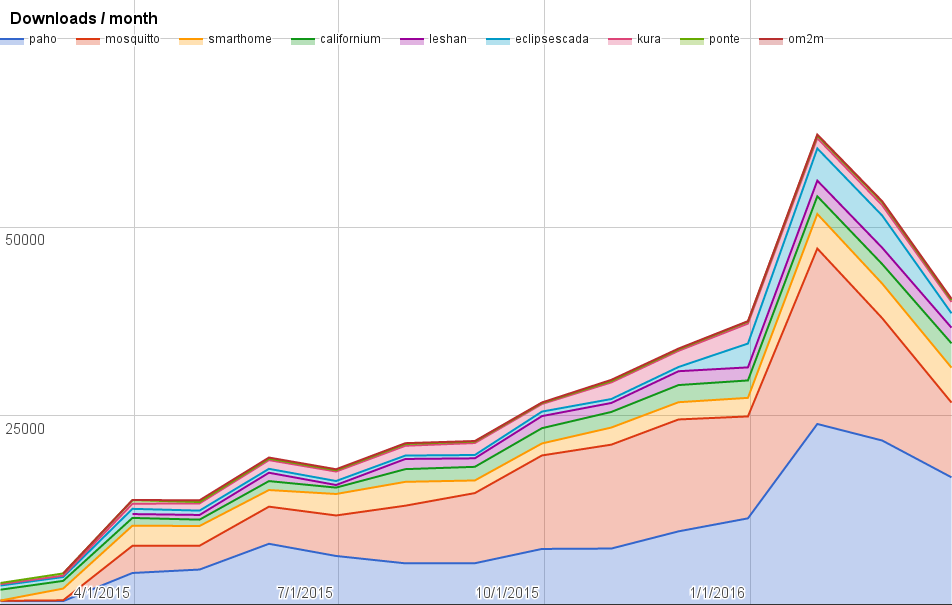 Downloads / month
paho mosquitto smarthome californium leshan eclipsescada kura ponte om2m
50000
25000
4/1/2015 7/1/2015 10/1/2015 1/1/2016